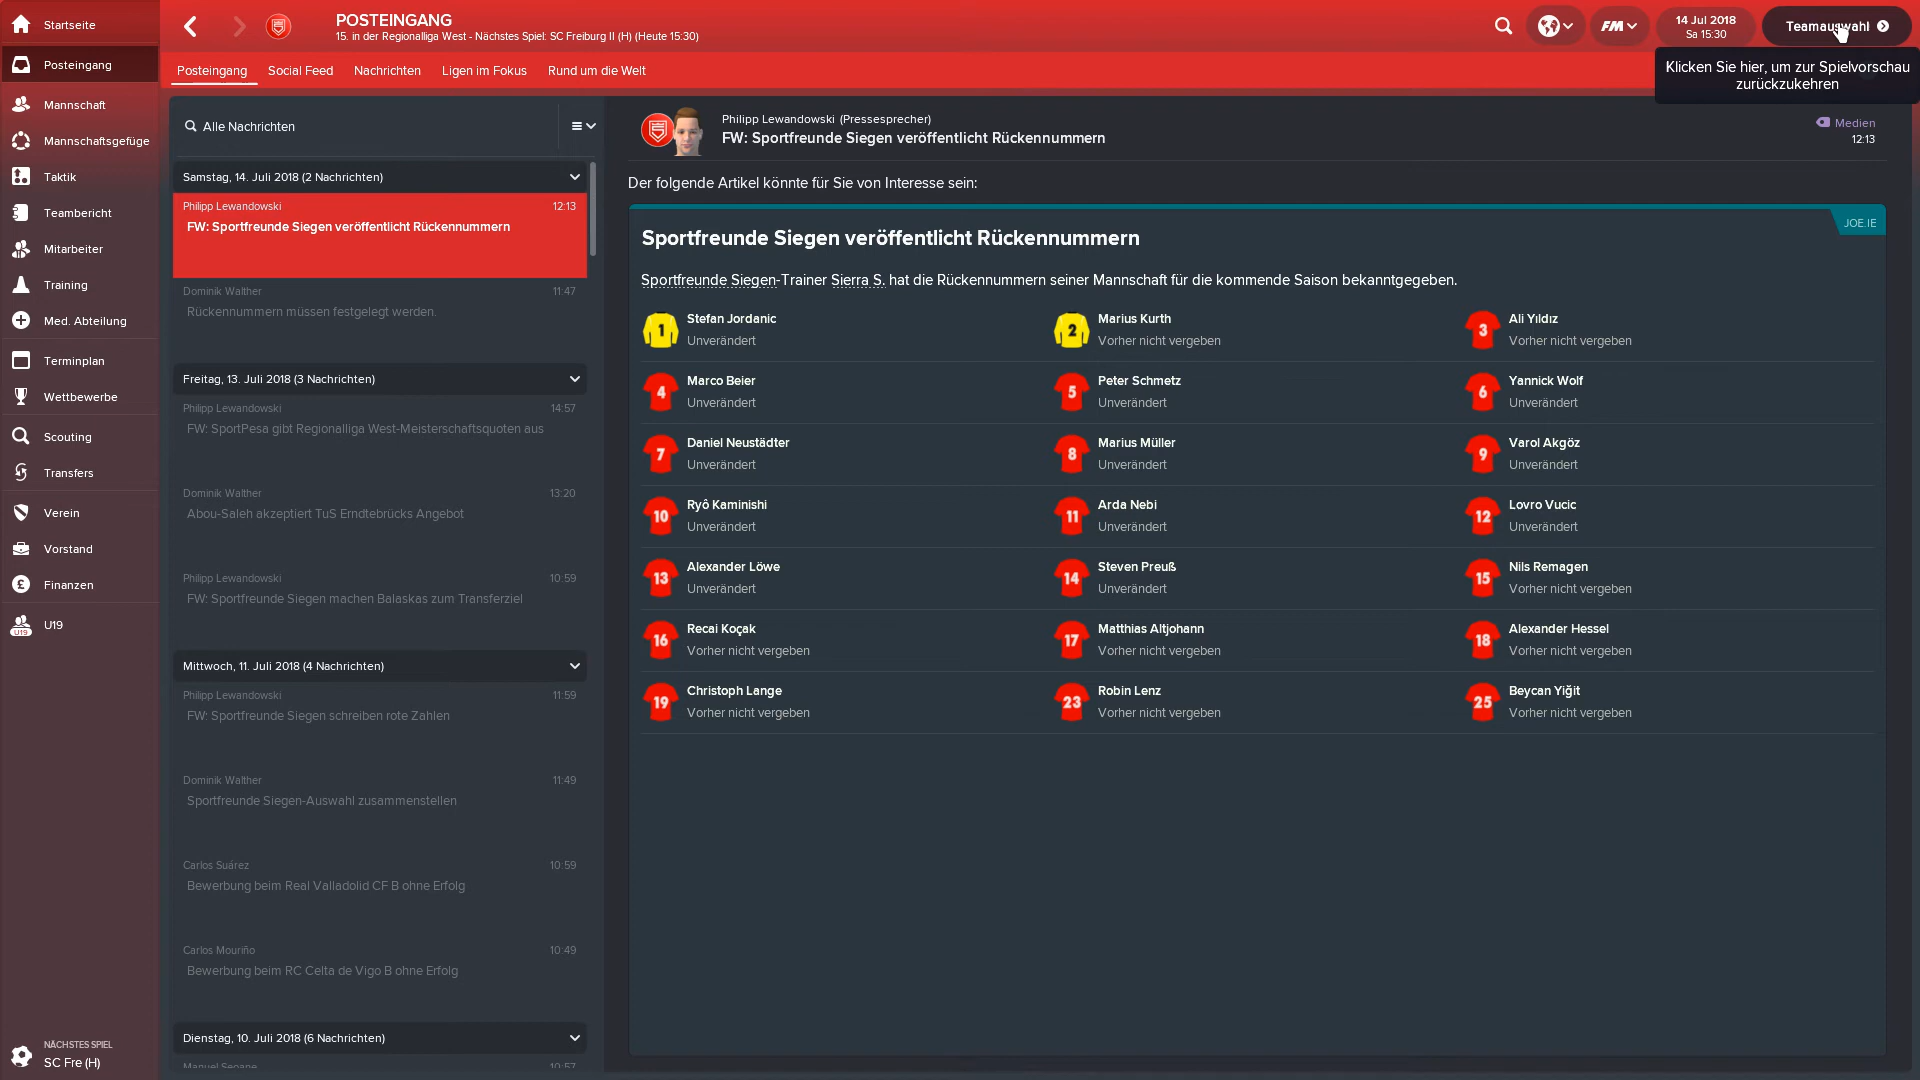 Startseite
Posteingang
Mannschaft
Mannschaftsgefüge
Taktik
Teambericht
Mitarbeiter
Training
Med. Abteilung
Terminplan
Wettbewerbe
Scouting
Transfers
Verein
Vorstand
Finanzen
U19
U19
NÄCHSTES SPIEL
SC Fre (H)
POSTEINGANG
15. in der Regionalliga West - Nächstes Spiel: SC Freiburg II (H) (Heute 15:30)
FM
14 Jul 2018
Sa 15:30
Teamauswahl
Klicken Sie hier, um zur Spielvorschau
zurückzukehren
Posteingang Social Feed Nachrichten Ligen im Fokus Rund um die Welt
Alle Nachrichten
Samstag, 14. Juli 2018 (2 Nachrichten)
Philipp Lewandowski 12:13
FW: Sportfreunde Siegen veröffentlicht Rückennummern
Dominik Walther 11:47
Rückennummern müssen festgelegt werden.
Freitag, 13. Juli 2018 (3 Nachrichten)
Philipp Lewandowski 14:57
FW: SportPesa gibt Regionalliga West-Meisterschaftsquoten aus
Dominik Walther 13:20
Abou-Saleh akzeptiert TuS Erndtebrücks Angebot
Philipp Lewandowski 10:59
FW: Sportfreunde Siegen machen Balaskas zum Transferziel
Mittwoch, 11. Juli 2018 (4 Nachrichten)
Philipp Lewandowski 11:59
FW: Sportfreunde Siegen schreiben rote Zahlen
Dominik Walther 11:49
Sportfreunde Siegen-Auswahl zusammenstellen
Carlos Suárez 10:59
Bewerbung beim Real Valladolid CF B ohne Erfolg
Carlos Mouriño 10:49
Bewerbung beim RC Celta de Vigo B ohne Erfolg
Dienstag, 10. Juli 2018 (6 Nachrichten)
Manuel Seoane 10:57
Philipp Lewandowski (Pressesprecher)
FW: Sportfreunde Siegen veröffentlicht Rückennummern
Medien
12:13
Der folgende Artikel könnte für Sie von Interesse sein:
JOE.IE
Sportfreunde Siegen veröffentlicht Rückennummern
Sportfreunde Siegen-Trainer Sierra S. hat die Rückennummern seiner Mannschaft für die kommende Saison bekanntgegeben.
1 Stefan Jordanic
Unverändert
2 Marius Kurth
Vorher nicht vergeben
3 Ali Yıldız
Vorher nicht vergeben
4 Marco Beier
Unverändert
5 Peter Schmetz
Unverändert
6 Yannick Wolf
Unverändert
7 Daniel Neustädter
Unverändert
8 Marius Müller
Unverändert
9 Varol Akgöz
Unverändert
10 Ryô Kaminishi
Unverändert
11 Arda Nebi
Unverändert
12 Lovro Vucic
Unverändert
13 Alexander Löwe
Unverändert
14 Steven Preuß
Unverändert
15 Nils Remagen
Vorher nicht vergeben
16 Recai Koçak
Vorher nicht vergeben
17 Matthias Altjohann
Vorher nicht vergeben
18 Alexander Hessel
Vorher nicht vergeben
19 Christoph Lange
Vorher nicht vergeben
23 Robin Lenz
Vorher nicht vergeben
25 Beycan Yiğit
Vorher nicht vergeben